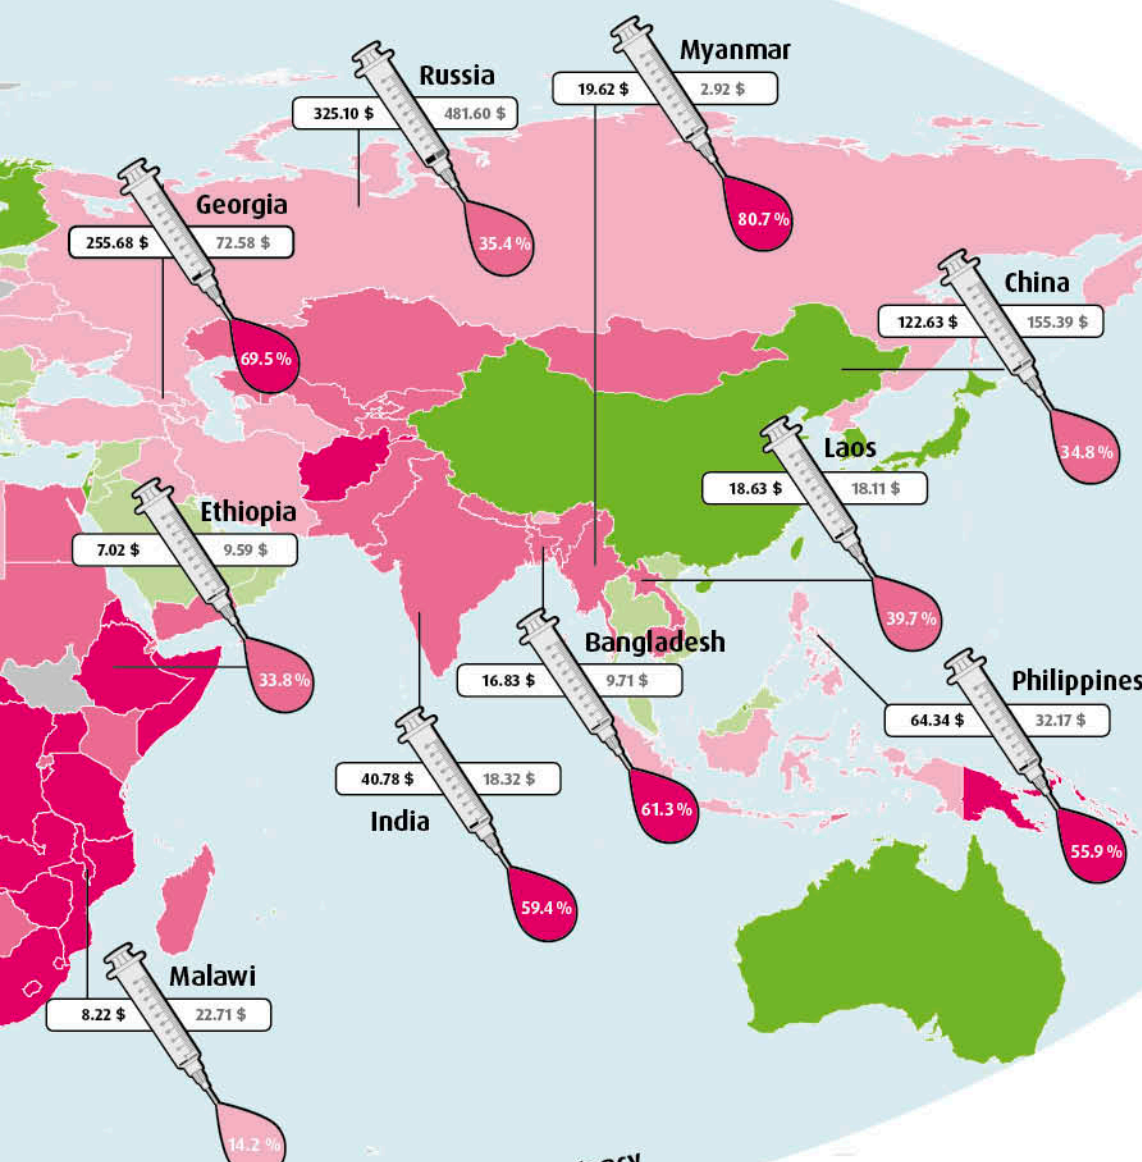 Myanmar
19.62 $ 2.92 $
80.7 %
Russia
325.10 $ 481.60 $
35.4 %
Georgia
255.68 $ 72.58 $
69.5 %
China
122.63 $ 155.39 $
34.8 %
Laos
18.63 $ 18.11 $
39.7 %
Ethiopia
7.02 $ 9.59 $
33.8 %
Bangladesh
16.83 $ 9.71 $
61.3 %
Philippines
64.34 $ 32.17 $
55.9 %
40.78 $ 18.32 $
India
59.4 %
Malawi
8.22 $ 22.71 $
14.2 %